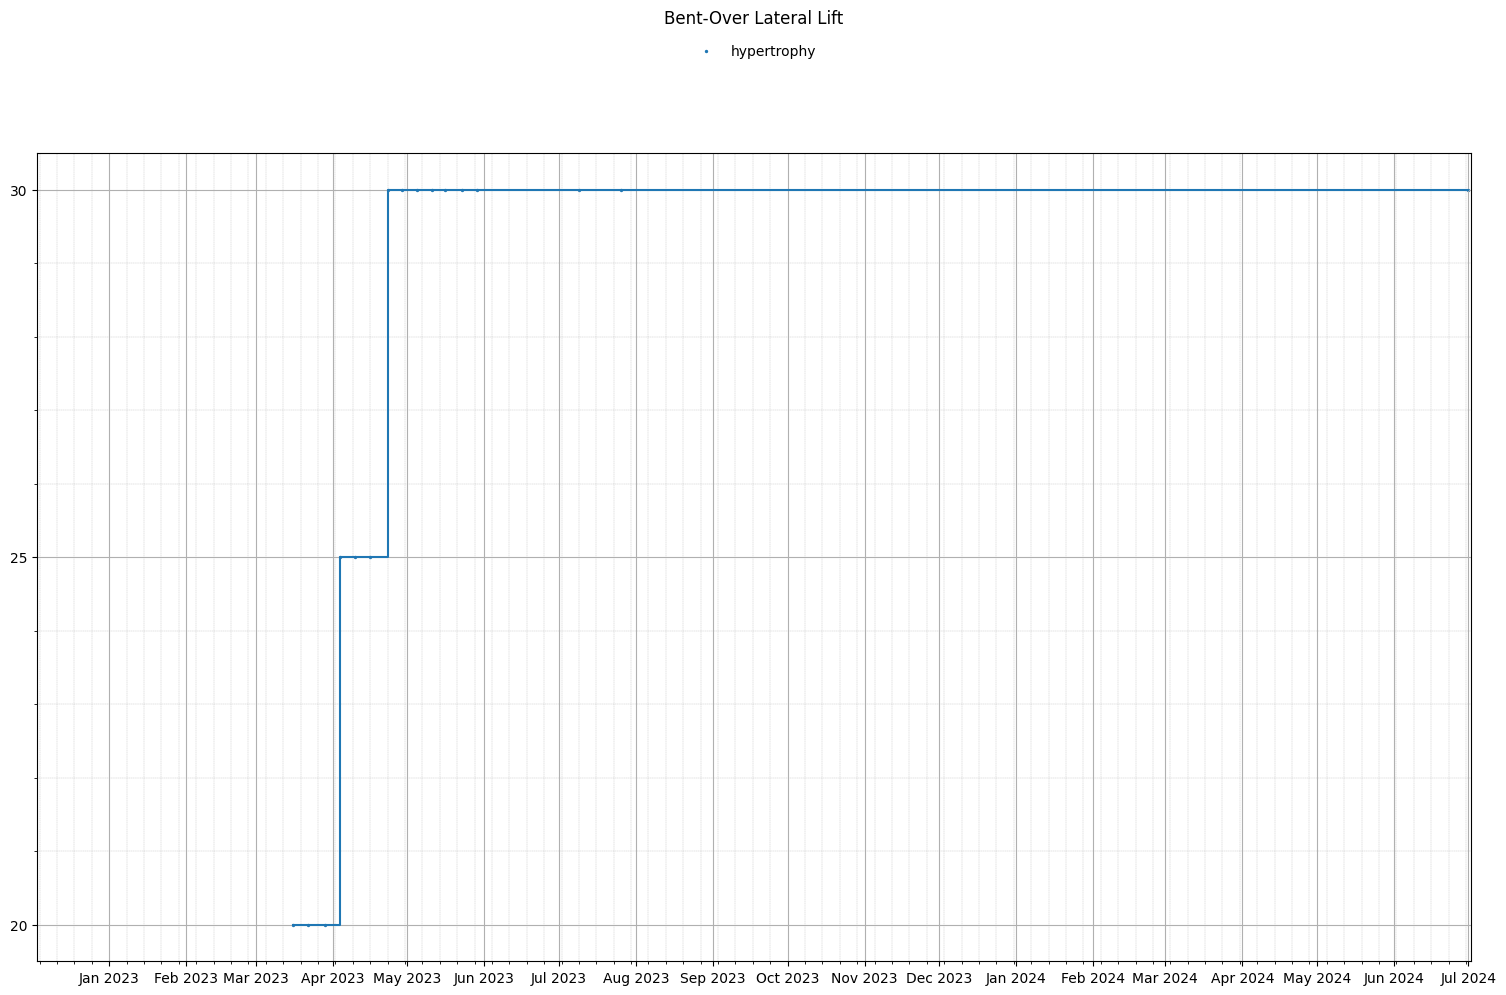 Bent-Over Lateral Lift
hypertrophy
30
25
20
Jan 2023 Feb 2023 Mar 2023 Apr 2023 May 2023 Jun 2023 Jul 2023 Aug 2023 Sep 2023 Oct 2023 Nov 2023 Dec 2023 Jan 2024 Feb 2024 Mar 2024 Apr 2024 May 2024 Jun 2024 Jul 2024